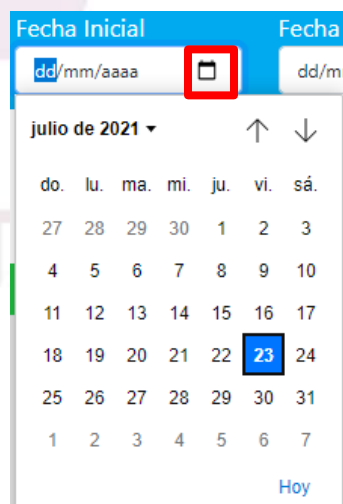 Fecha Inicial Fecha
dd/mm/aaaa dd/m
julio de 2021
do. lu. ma. mi. ju. vi. sá.
27 28 29 30 1 2 3
4 5 6 7 8 9 10
11 12 13 14 15 16 17
18 19 20 21 22 23 24
25 26 27 28 29 30 31
1 2 3 4 5 6 7
Hoy